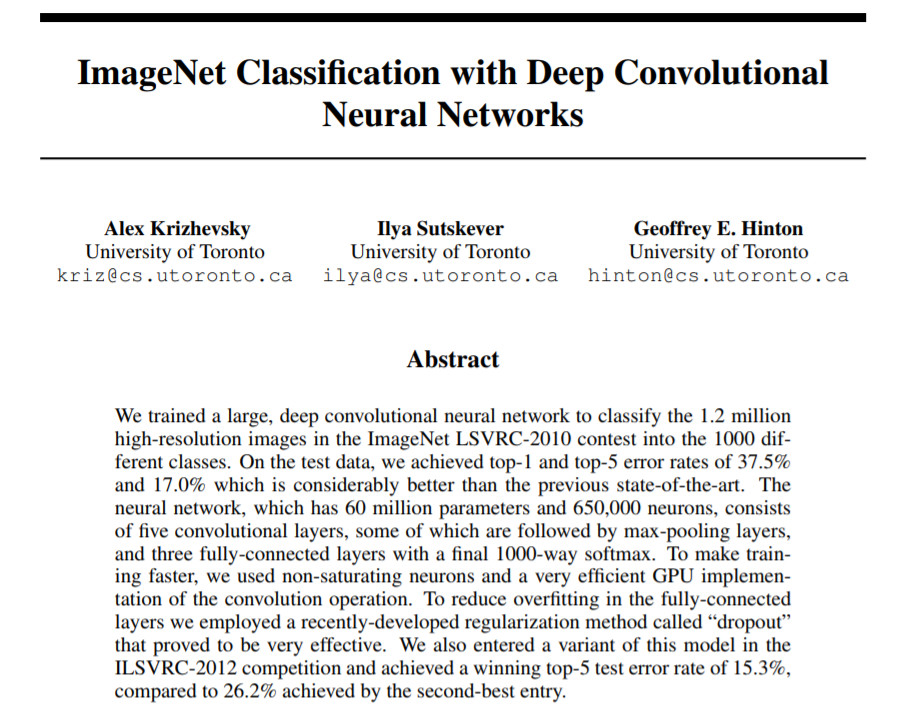 ImageNet Classification with Deep Convolutional
Neural Networks
Alex Krizhevsky
University of Toronto
kriz@cs.utoronto.ca
Ilya Sutskever
University of Toronto
ilya@cs.utoronto.ca
Geoffrey E. Hinton
University of Toronto
hinton@cs.utoronto.ca
Abstract
We trained a large, deep convolutional neural network to classify the 1.2 million
high-resolution images in the ImageNet LSVRC-2010 contest into the 1000 dif-
ferent classes. On the test data, we achieved top-1 and top-5 error rates of 37.5%
and 17.0% which is considerably better than the previous state-of-the-art. The
neural network, which has 60 million parameters and 650,000 neurons, consists
of five convolutional layers, some of which are followed by max-pooling layers,
and three fully-connected layers with a final 1000-way softmax. To make train-
ing faster, we used non-saturating neurons and a very efficient GPU implemen-
tation of the convolution operation. To reduce overfitting in the fully-connected
layers we employed a recently-developed regularization method called “dropout”
that proved to be very effective. We also entered a variant of this model in the
ILSVRC-2012 competition and achieved a winning top-5 test error rate of 15.3%,
compared to 26.2% achieved by the second-best entry.